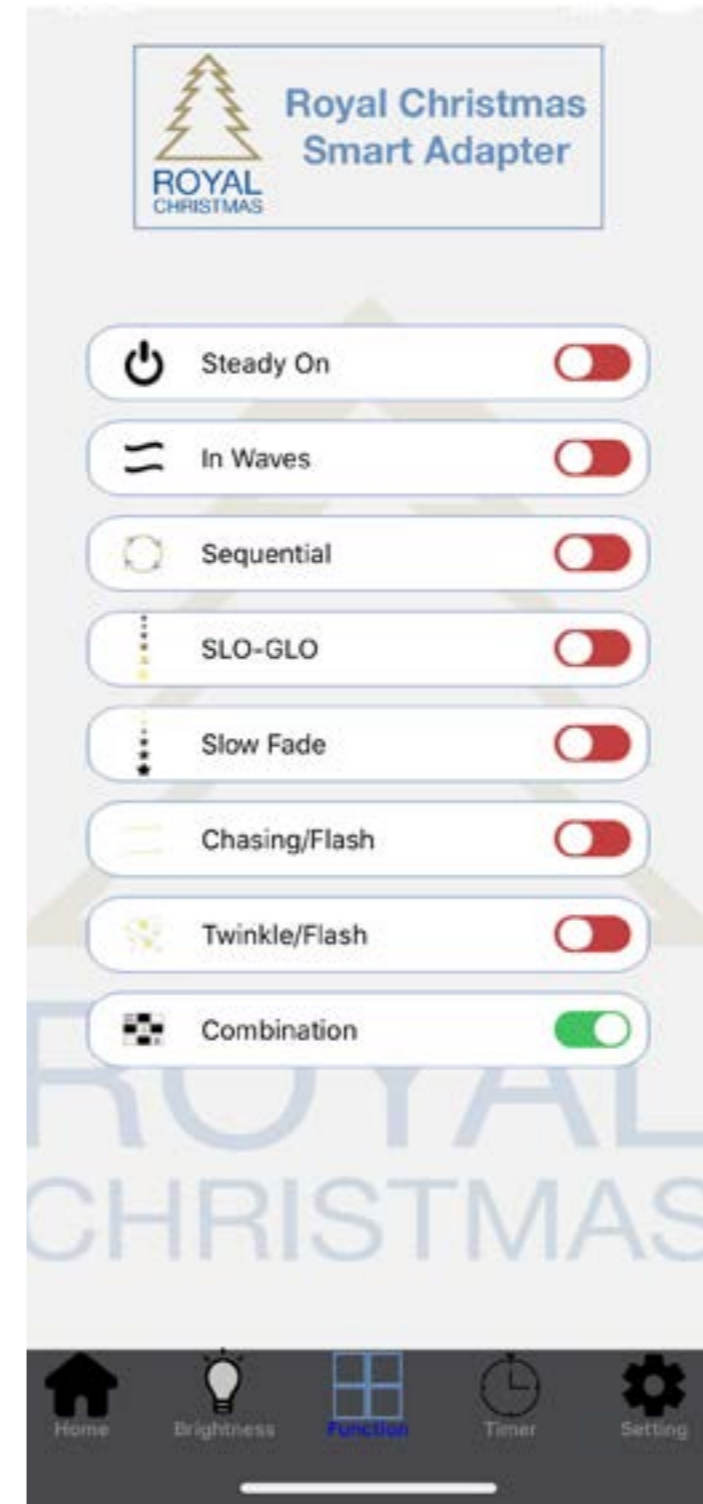 Royal Christmas
Smart Adapter
ROYAL
CHRISTMAS
Steady On
In Waves
Sequential
SLO-GLO
Slow Fade
Chasing/Flash
Twinkle/Flash
Combination
ROYAL
CHRISTMAS
Home
Brightness
Function
Timer
Setting